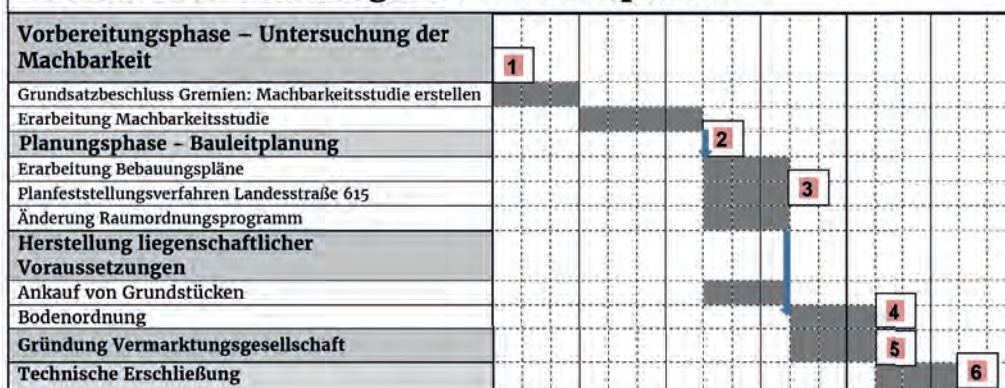 Vorbereitungsphase – Untersuchung der
Machbarkeit
1
Grundsatzbeschluss Gremien: Machbarkeitsstudie erstellen
Erarbeitung Machbarkeitsstudie
Planungsphase – Bauleitplanung
2
Erarbeitung Bebauungspläne
Planfeststellungsverfahren Landesstraße 615
3
Änderung Raumordnungsprogramm
Herstellung liegenschaftlicher
Voraussetzungen
Ankauf von Grundstücken
Bodenordnung
4
Gründung Vermarktungsgesellschaft
5
Technische Erschließung
6